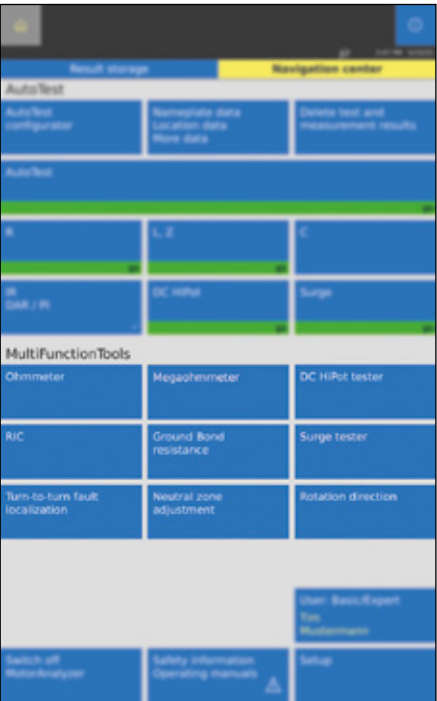 Result storage
Navigation center
AutoTest
AutoTest
configurator
Nameplate data
Location data
More data
Delete test and
measurement results
AutoTest
R
L, Z
C
IR
DAR / PI
DC HiPot
Surge
MultiFunctionTools
Ohmmeter
Megaohmmeter
DC HiPot tester
RIC
Ground Bond
resistance
Surge tester
Turn-to-turn fault
localization
Neutral zone
adjustment
Rotation direction
User: Basic/Expert
Tim
Mustermann
Switch off
MotorAnalyzer
Safety information
Operating manuals
Setup